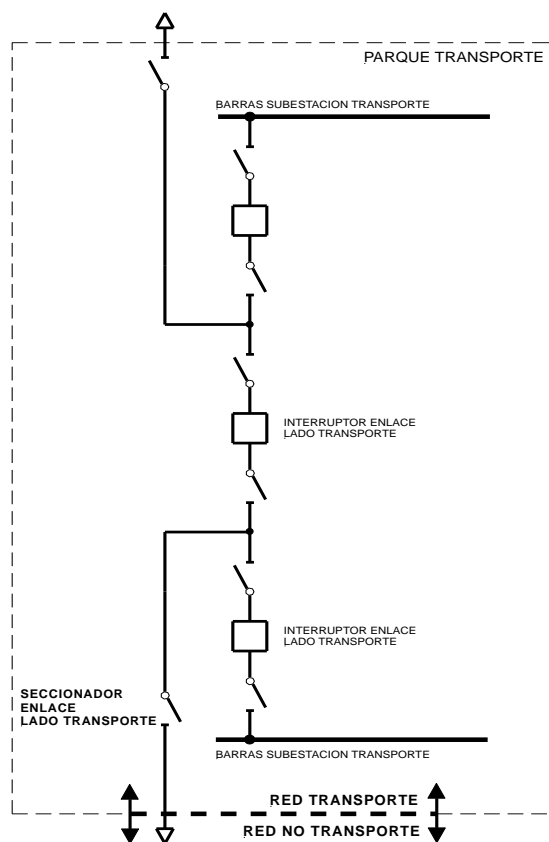 PARQUE TRANSPORTE
BARRAS SUBESTACION TRANSPORTE
INTERRUPTOR ENLACE
LADO TRANSPORTE
INTERRUPTOR ENLACE
LADO TRANSPORTE
SECCIONADOR
ENLACE
LADO TRANSPORTE
BARRAS SUBESTACION TRANSPORTE
RED TRANSPORTE
RED NO TRANSPORTE